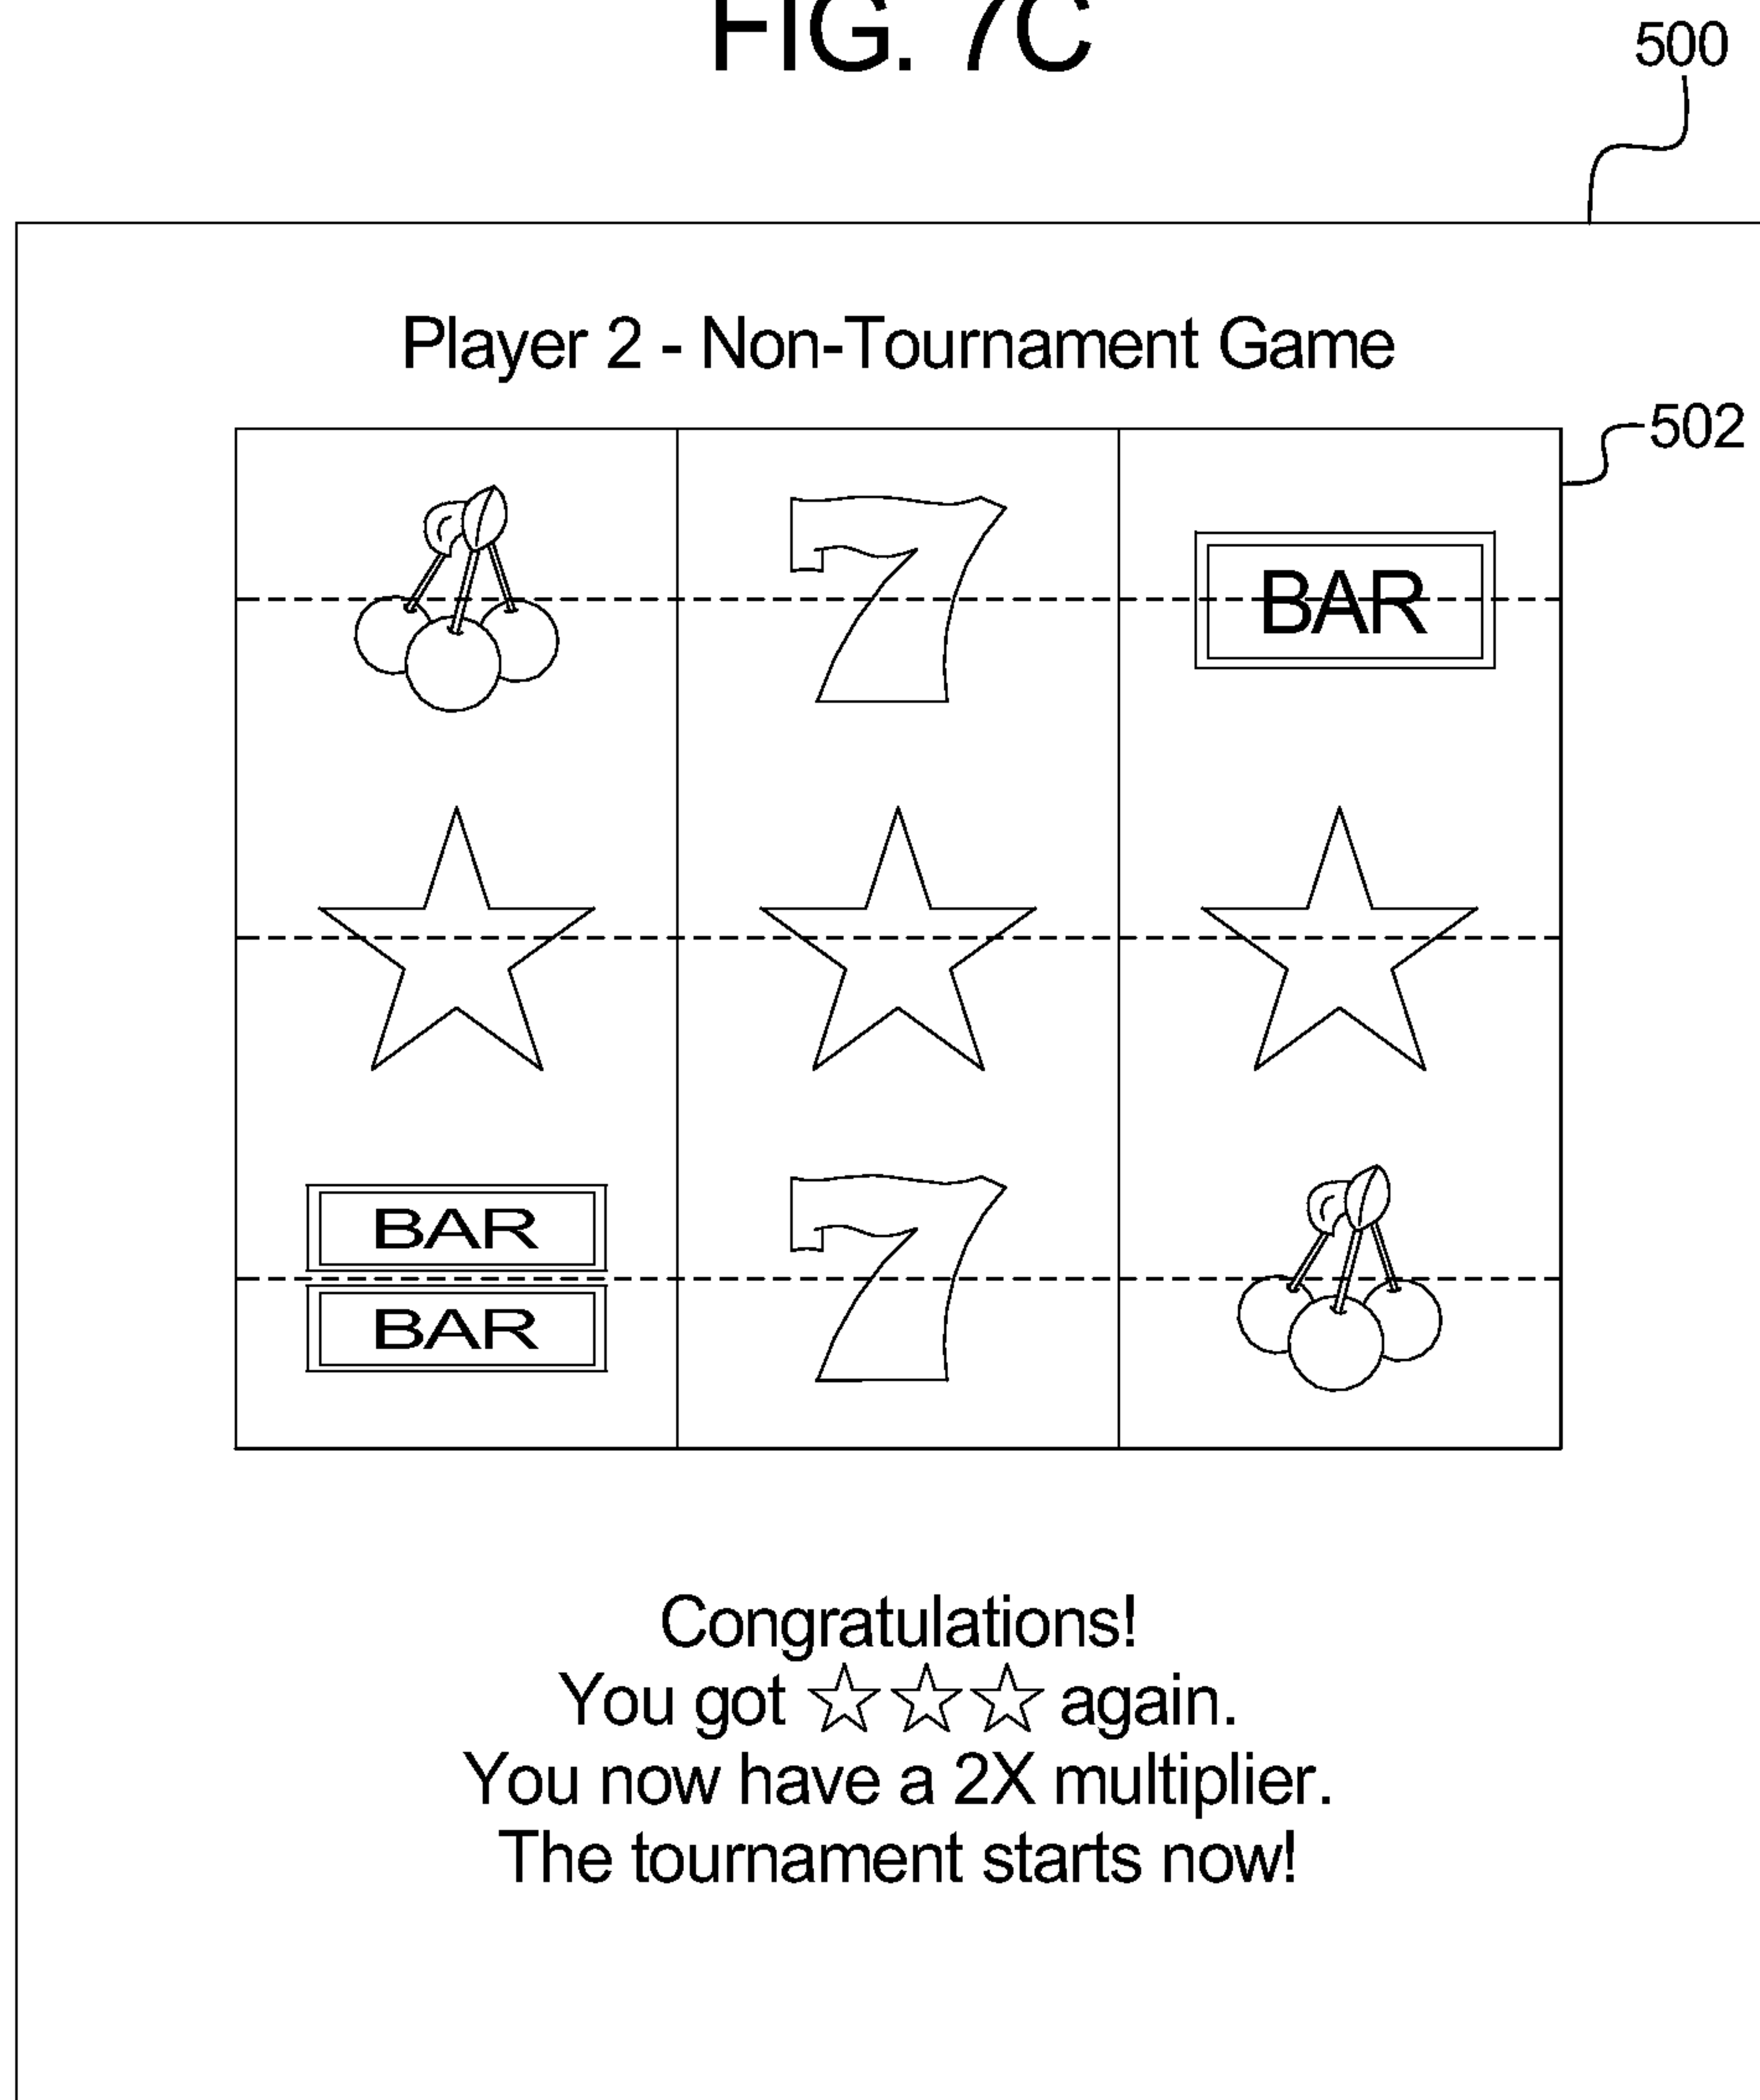 FIG. 7C
500
Player 2 - Non-Tournament Game
502
BAR
BAR
BAR
Congratulations!
You got ☆☆☆ again.
You now have a 2X multiplier.
The tournament starts now!